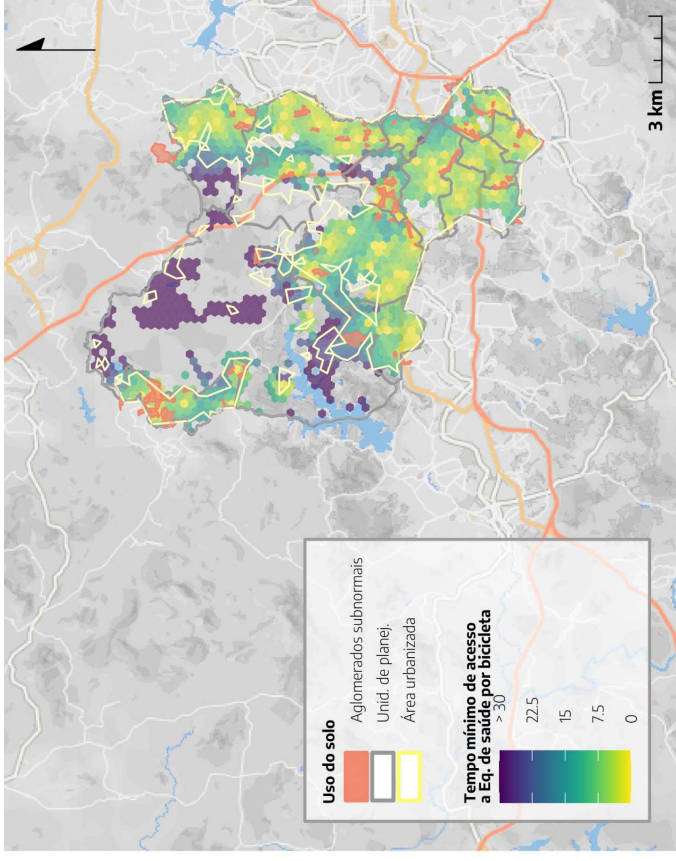 Uso do solo
Aglomerados subnormais
Unid. de planej.
Área urbanizada
Tempo mínimo de acesso
a Eq. de saúde por bicicleta
> 30
22.5
15
7.5
0
3 km